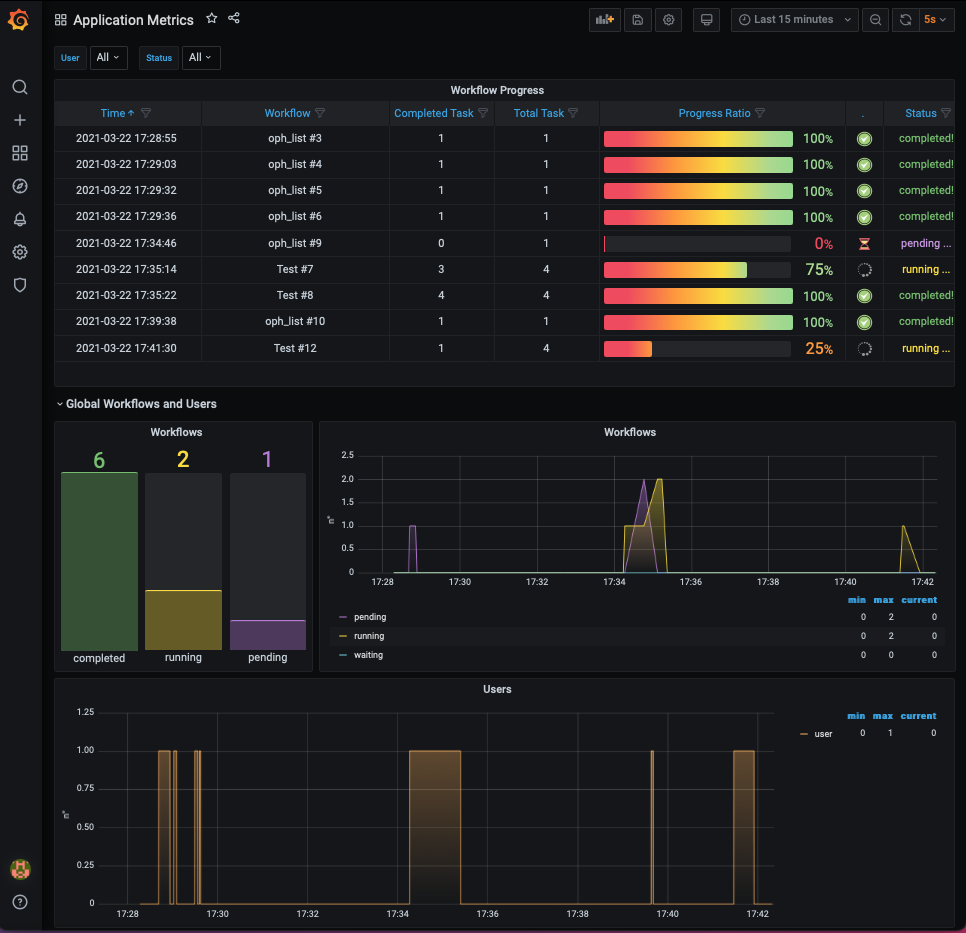 Application Metrics
Last 15 minutes
5s
User All Status All
Workflow Progress
Time Workflow Completed Task Total Task Progress Ratio . Status
2021-03-22 17:28:55 oph_list #3 1 1 100% completed!
2021-03-22 17:29:03 oph_list #4 1 1 100% completed!
2021-03-22 17:29:32 oph_list #5 1 1 100% completed!
2021-03-22 17:29:36 oph_list #6 1 1 100% completed!
2021-03-22 17:34:46 oph_list #9 0 1 0% pending ...
2021-03-22 17:35:14 Test #7 3 4 75% running ...
2021-03-22 17:35:22 Test #8 4 4 100% completed!
2021-03-22 17:39:38 oph_list #10 1 1 100% completed!
2021-03-22 17:41:30 Test #12 1 4 25% running ...
Global Workflows and Users
Workflows
6 2 1
completed running pending
Workflows
2.5
2.0
1.5
1.0
0.5
0
n°
17:28 17:30 17:32 17:34 17:36 17:38 17:40 17:42
min max current
pending 0 2 0
running 0 2 0
waiting 0 0 0
Users
1.25
1.00
0.75
0.50
0.25
0
n°
17:28 17:30 17:32 17:34 17:36 17:38 17:40 17:42
min max current
user 0 1 0